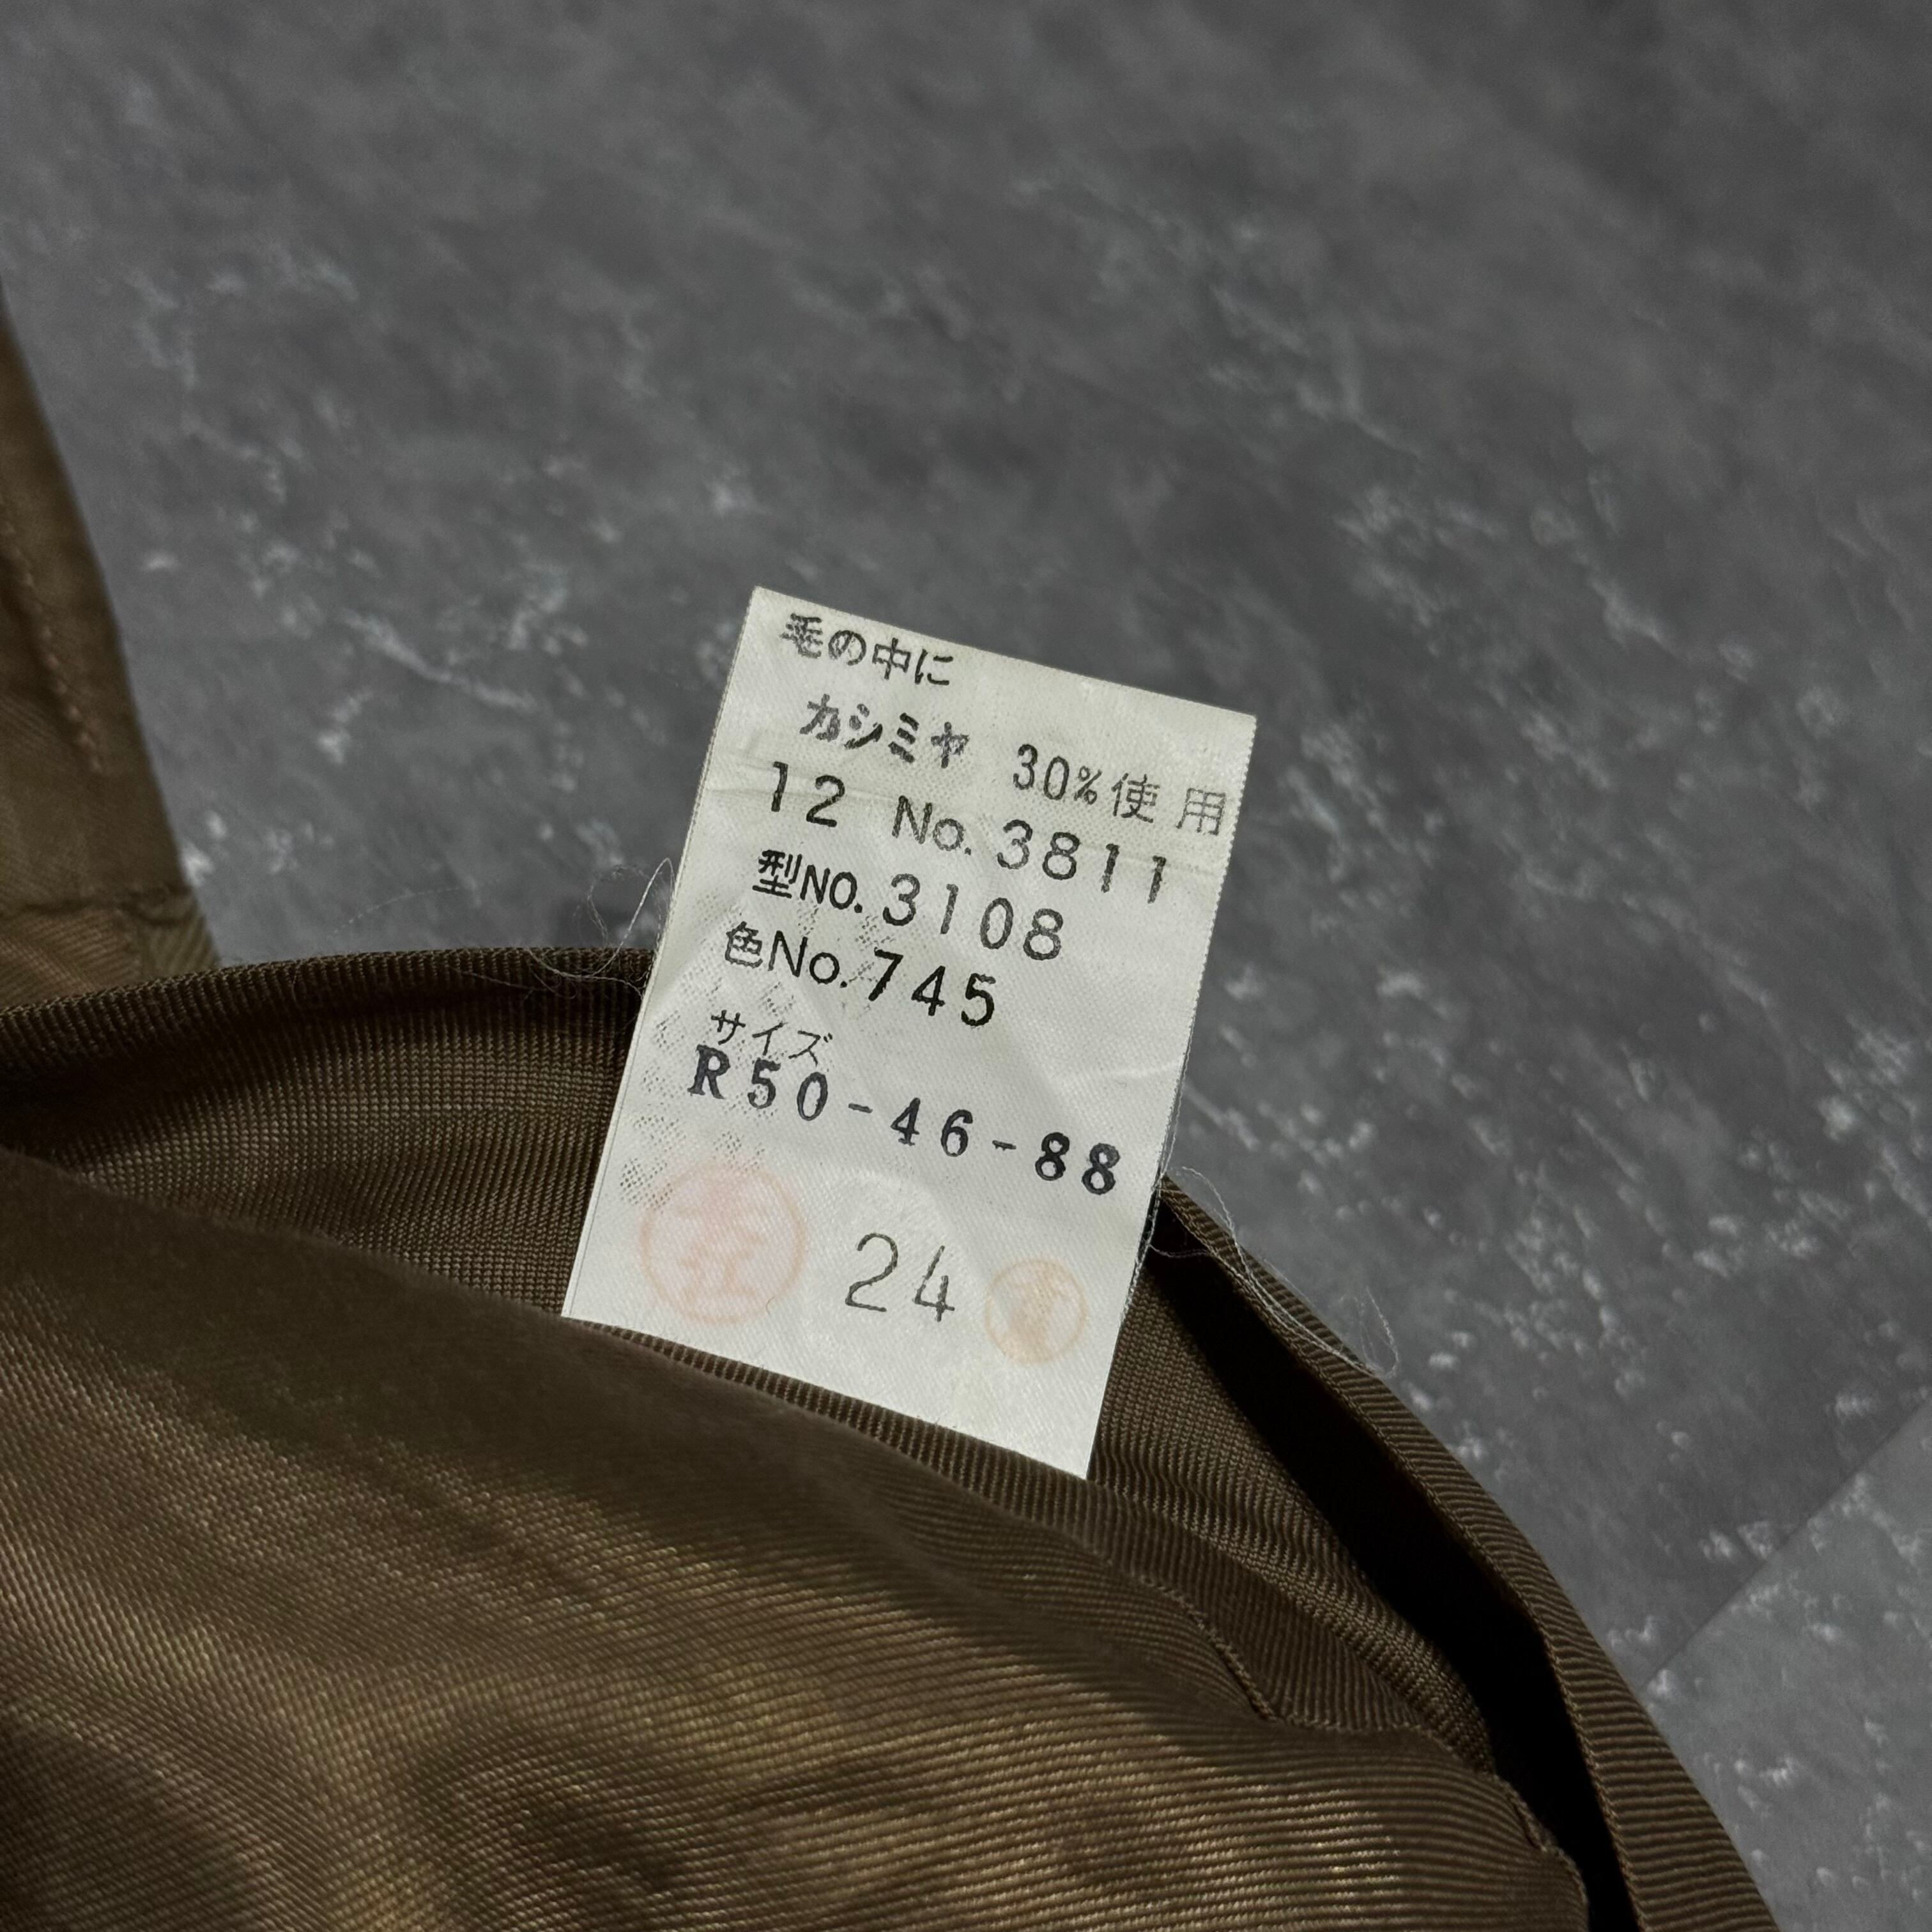 毛の中に
カシミヤ 30%使用
12 No.3811
型NO.3108
色No.745
サイズ
R50-46-88
24